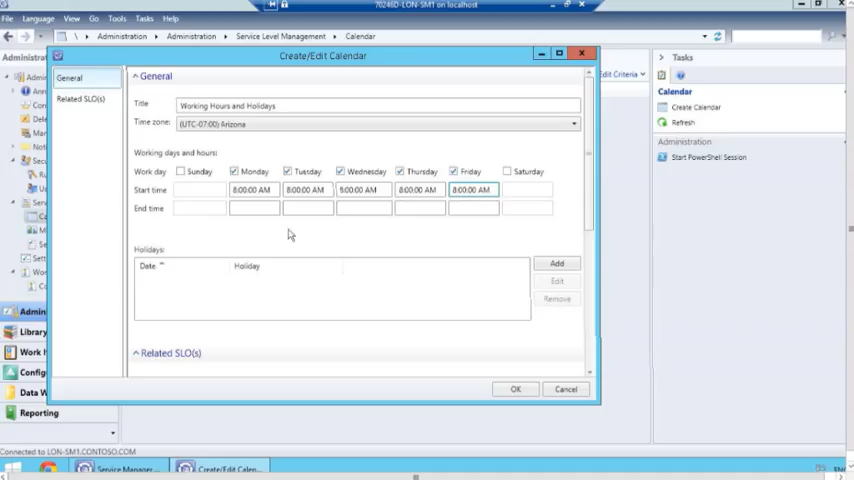 70246D-LON-SM1 on localhost
File Language View Go Tools Tasks Help
\ Administration Administration Service Level Management Calendar
Create/Edit Calendar
Edit Criteria
Tasks
General
Related SLO(s)
General
Title Working Hours and Holidays
Time zone: (UTC-07:00) Arizona
Working days and hours:
Work day Sunday Monday Tuesday Wednesday Thursday Friday Saturday
Start time 8:00:00 AM 8:00:00 AM 5:00:00 AM 8:00:00 AM 8:00:00 AM
End time
Holidays:
Date Holiday
Add
Edit
Remove
Related SLO(s)
OK Cancel
Calendar
Create Calendar
Refresh
Administration
Start PowerShell Session
Admin
Library
Work
Data W
Reporting
Connected to LON-SM1.CONTOSO.COM
Service Manager ... Create/Edit Cale...